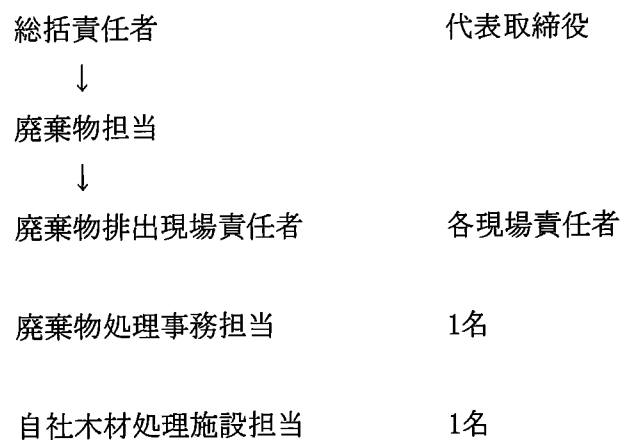 総括責任者　代表取締役
↓
廃棄物担当
↓
廃棄物排出現場責任者　各現場責任者
廃棄物処理事務担当　1名
自社木材処理施設担当　1名